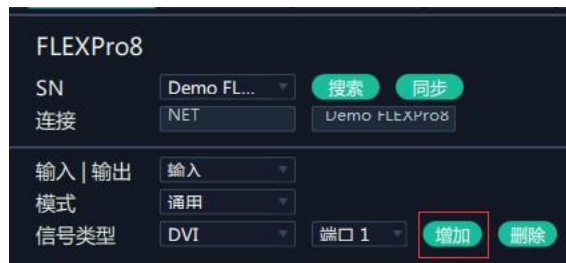 FLEXPro8
SN Demo FL... 搜索 同步
连接 NET Demo FLEXPro8
输入 | 输出 输入
模式 通用
信号类型 DVI 端口 1 增加 删除